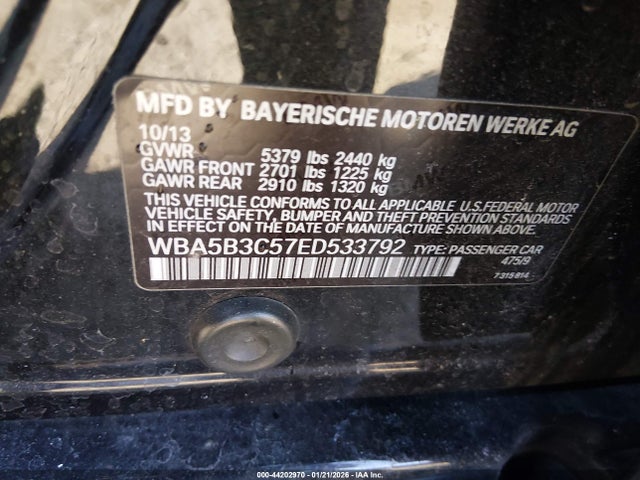 MFD BY BAYERISCHE MOTOREN WERKE AG
10/13
GVWR 5379 lbs 2440 kg
GAWR FRONT 2701 lbs 1225 kg
GAWR REAR 2910 lbs 1320 kg
THIS VEHICLE CONFORMS TO ALL APPLICABLE U.S.FEDERAL MOTOR
VEHICLE SAFETY, BUMPER AND THEFT PREVENTION STANDARDS
IN EFFECT ON THE DATE OF MANUFACTURE SHOWN ABOVE.
WBA5B3C57ED533792 TYPE: PASSENGER CAR
475/9
7315814
000-44202970 - 01/21/2026 - IAA Inc.